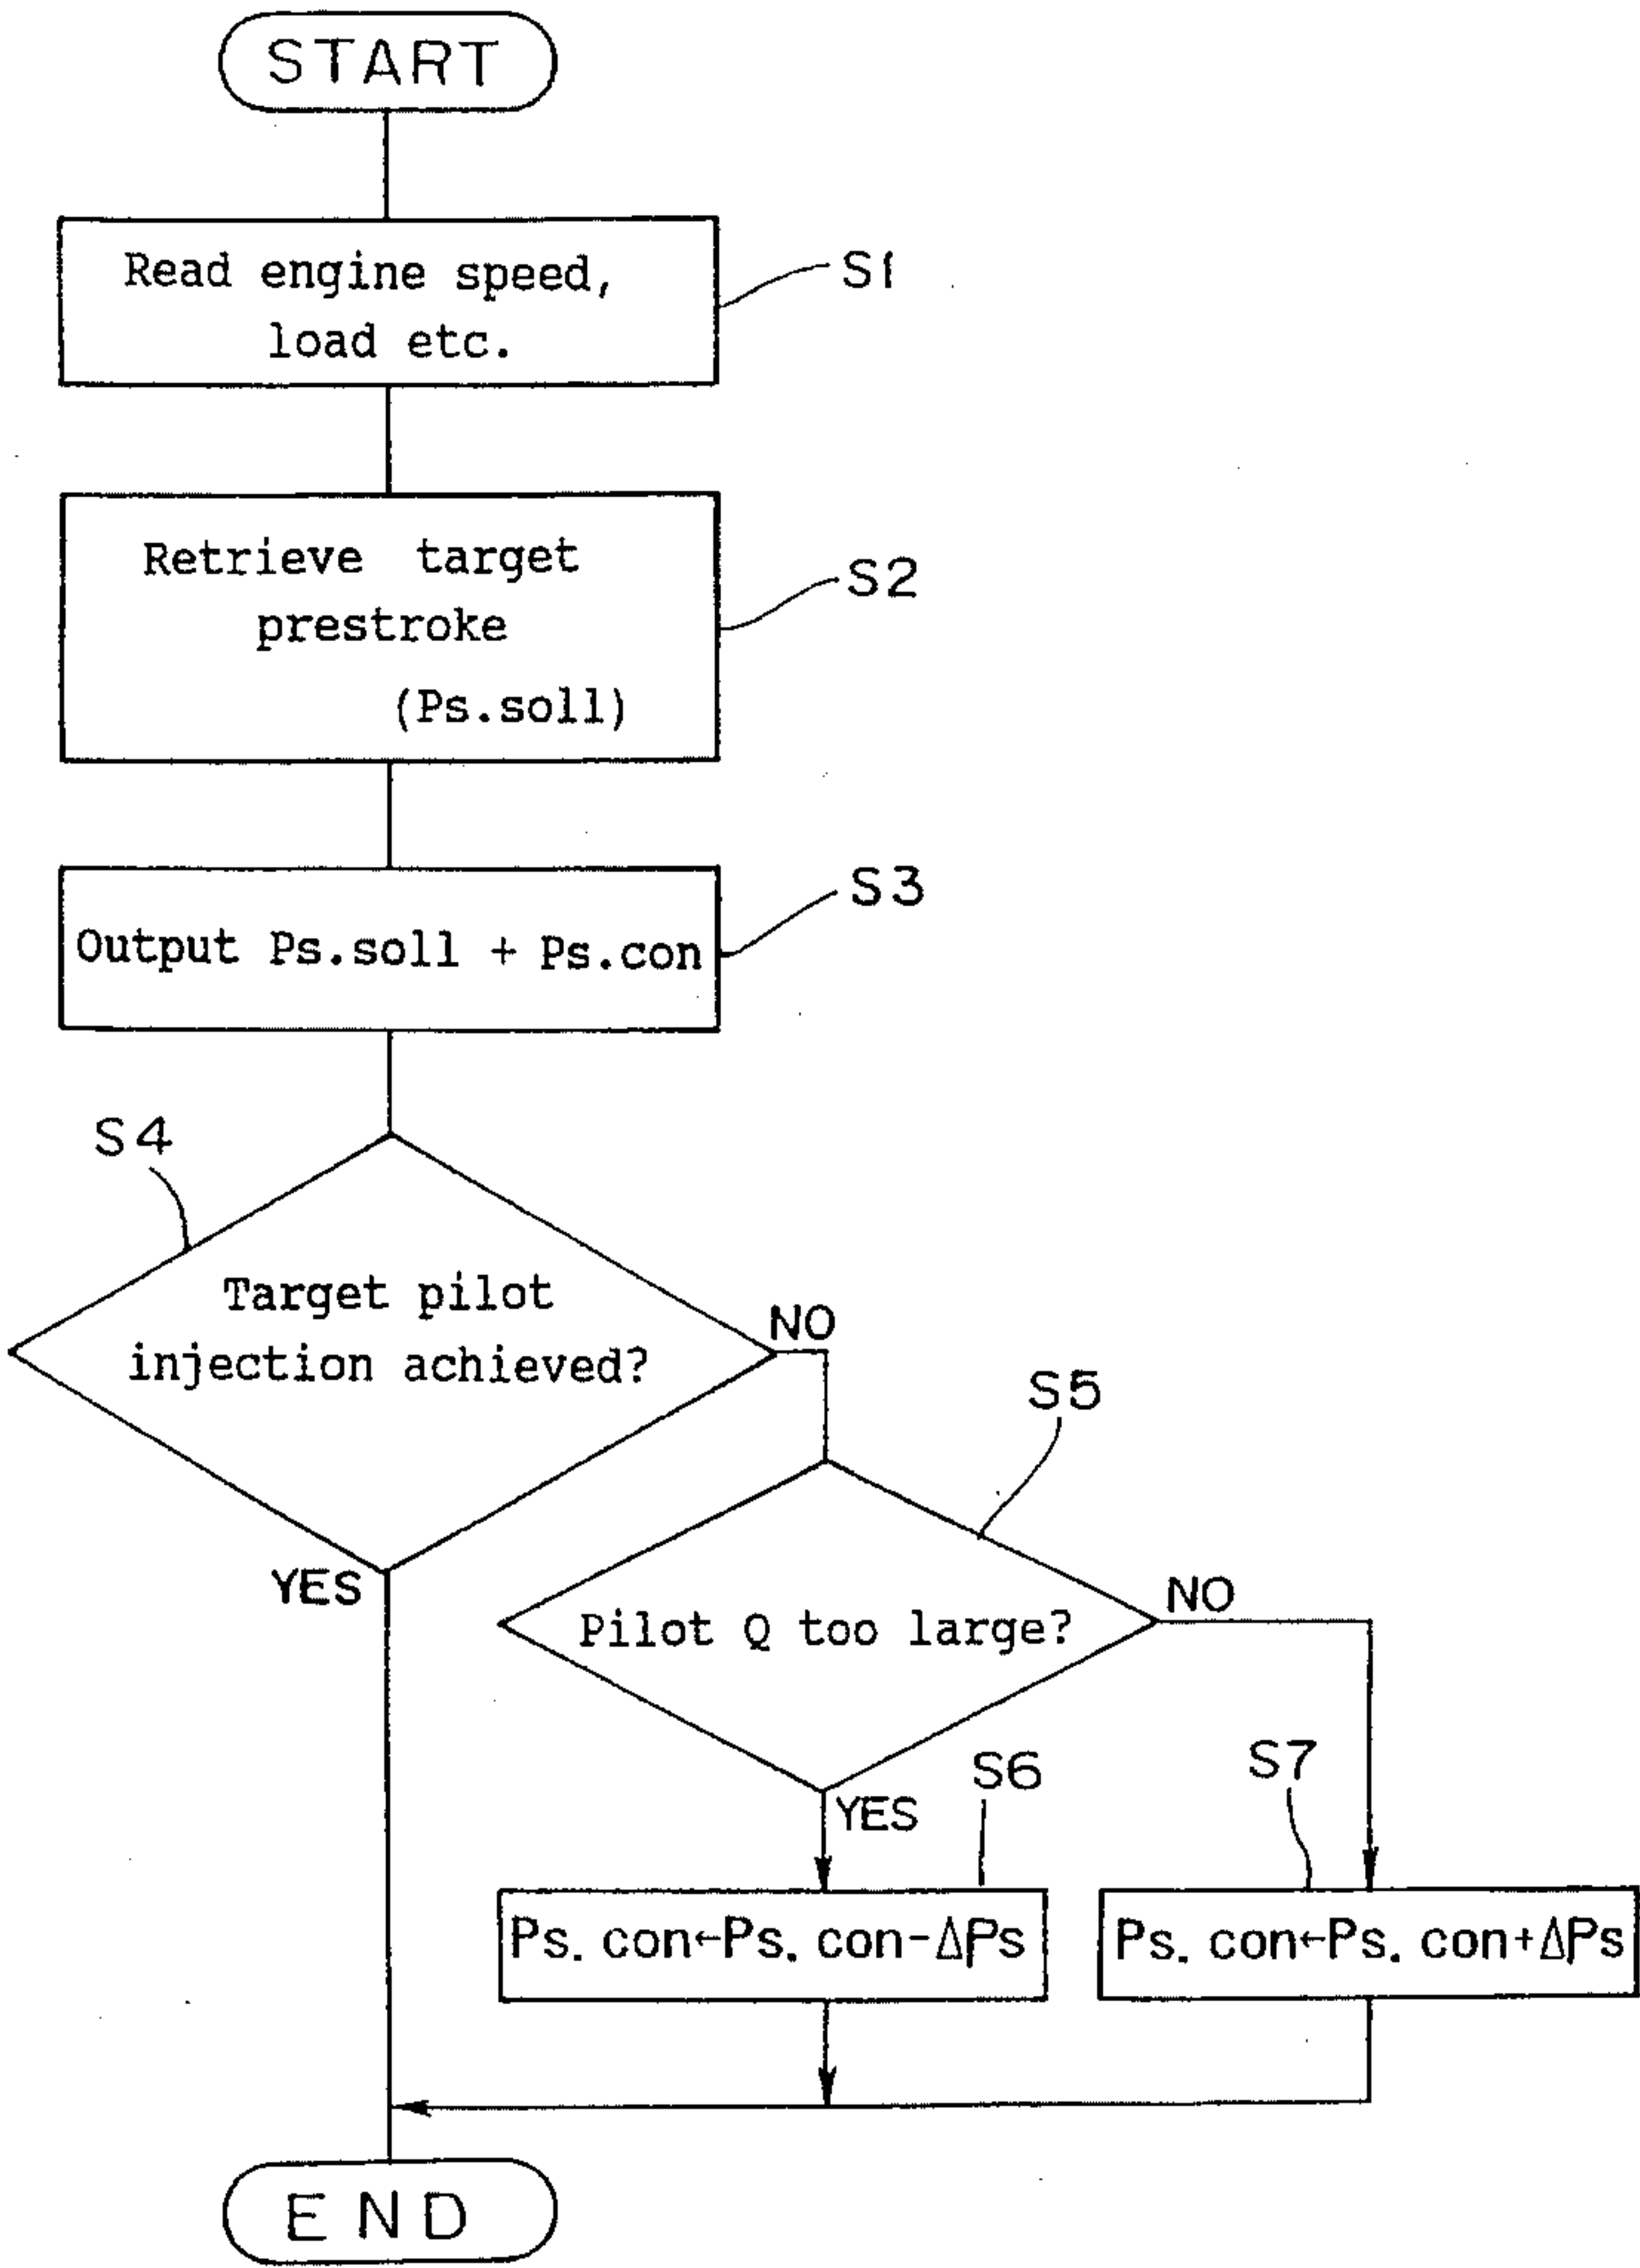 START
Read engine speed,
load etc.
S1
Retrieve target
prestroke
(Ps.soll)
S2
Output Ps.soll + Ps.con
S3
S4
Target pilot
injection achieved?
NO
YES
S5
Pilot Q too large?
NO
YES
S6
Ps. con←Ps. con-ΔPs
S7
Ps. con←Ps. con+ΔPs
END